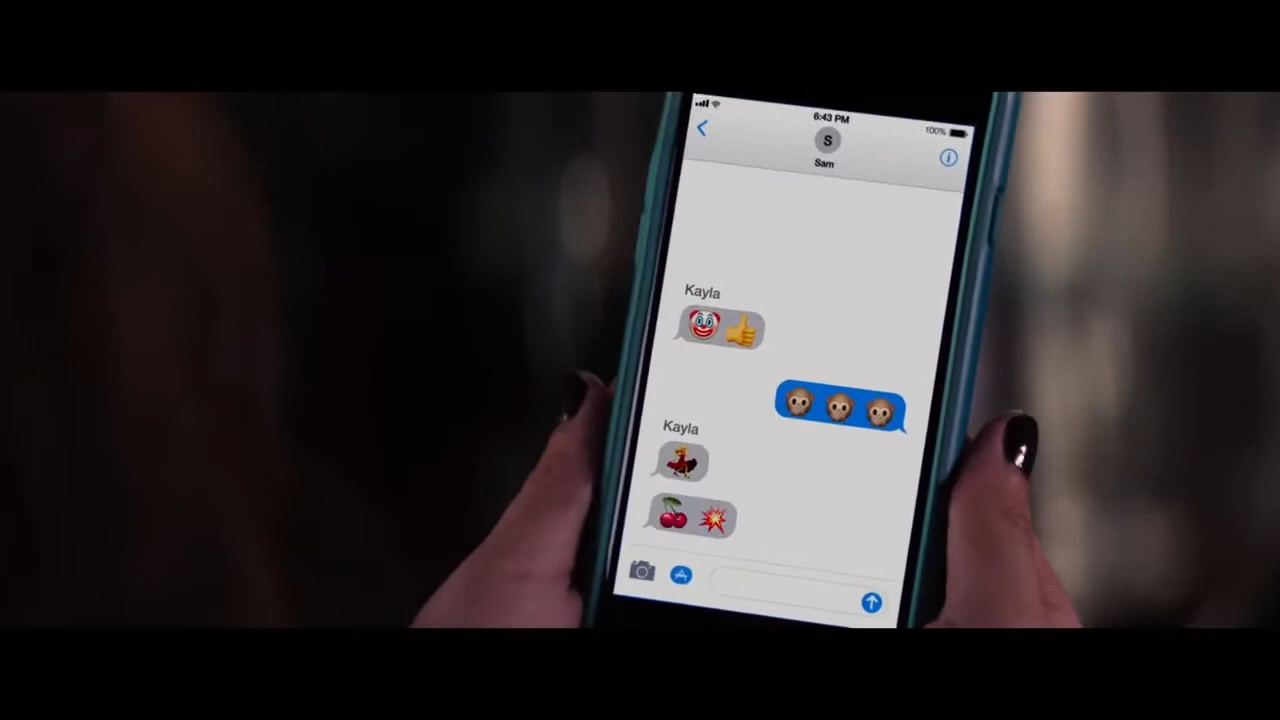 6:43 PM
100%
S
Sam
Kayla
🤡 👍
🐵 🐵 🐵
Kayla
💃
🍒 💥